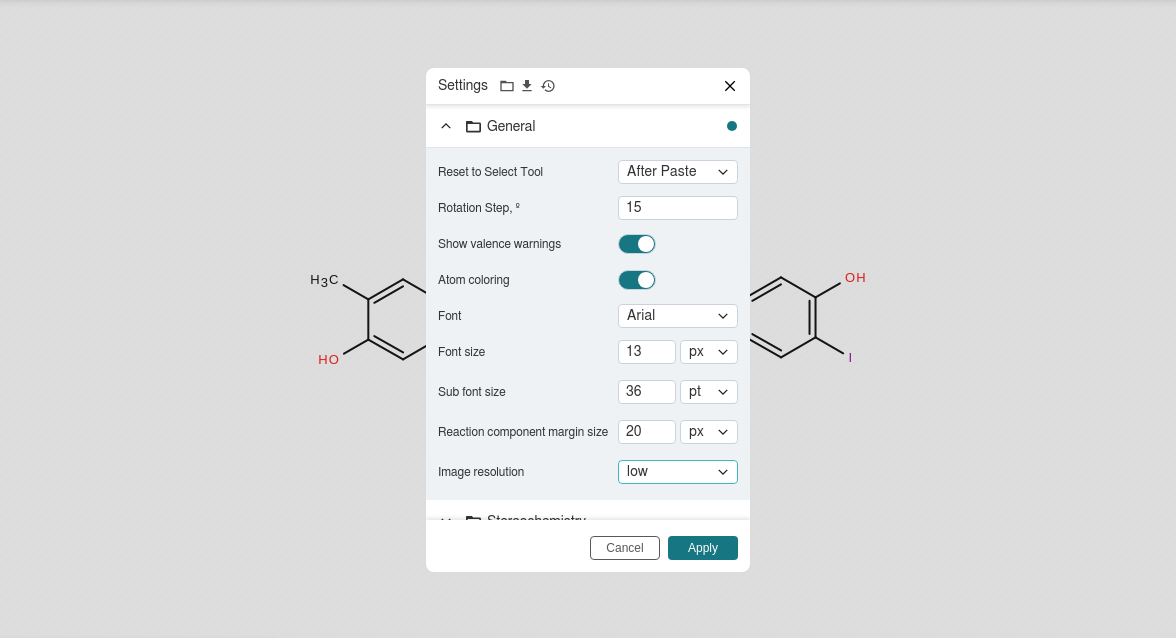 Settings
General
Reset to Select Tool After Paste
Rotation Step, º 15
Show valence warnings
Atom coloring
Font Arial
Font size 13 px
Sub font size 36 pt
Reaction component margin size 20 px
Image resolution low
Stereochemistry
Cancel Apply
H3C
HO
OH
I